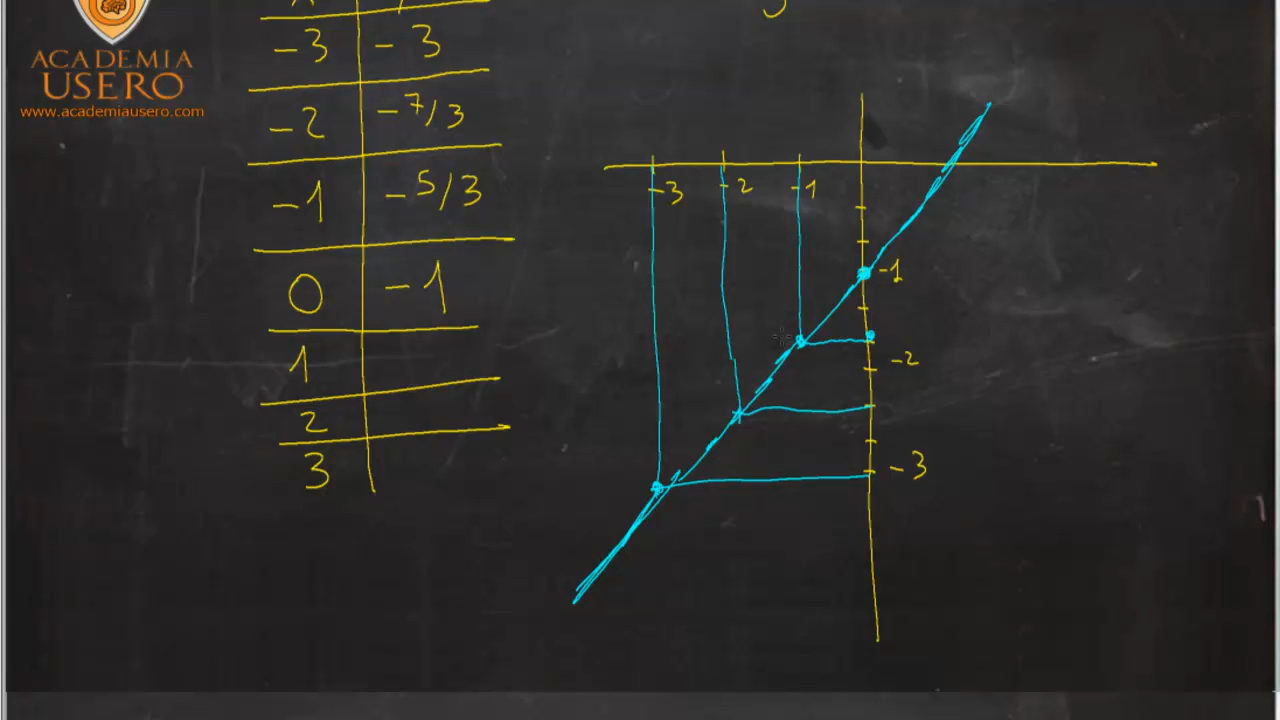 ACADEMIA
USERO
www.academiausero.com
-3 -3
-2 -7/3
-1 -5/3
0 -1
1
2
3
-3 -2 -1
-1
-2
-3